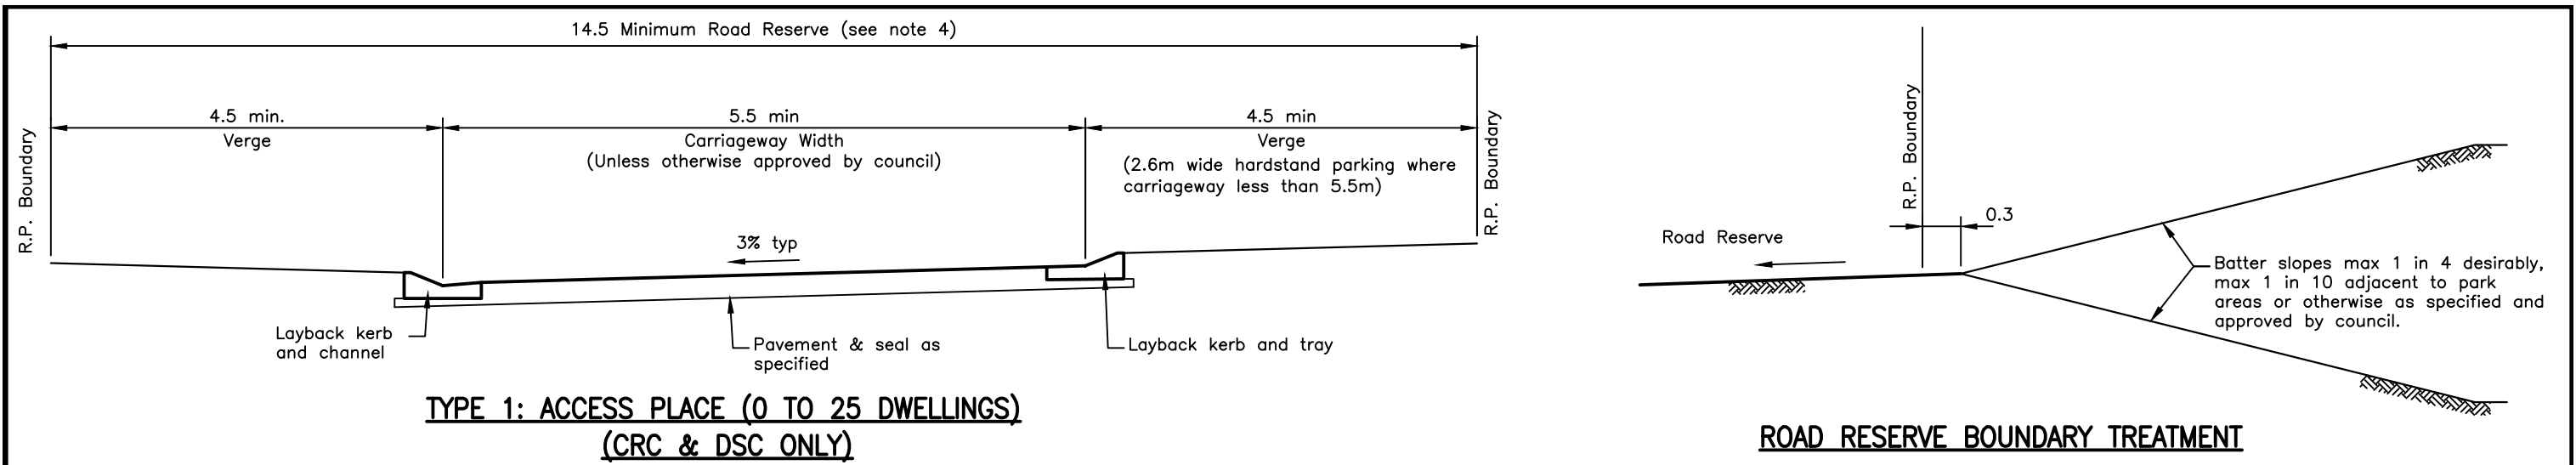 14.5 Minimum Road Reserve (see note 4)
R.P. Boundary
4.5 min.
Verge
5.5 min
Carriageway Width
(Unless otherwise approved by council)
4.5 min
Verge
(2.6m wide hardstand parking where
carriageway less than 5.5m)
R.P. Boundary
3% typ
Layback kerb
and channel
Pavement & seal as
specified
Layback kerb and tray
TYPE 1: ACCESS PLACE (0 TO 25 DWELLINGS)
(CRC & DSC ONLY)
R.P. Boundary
0.3
Road Reserve
Batter slopes max 1 in 4 desirably,
max 1 in 10 adjacent to park
areas or otherwise as specified and
approved by council.
ROAD RESERVE BOUNDARY TREATMENT